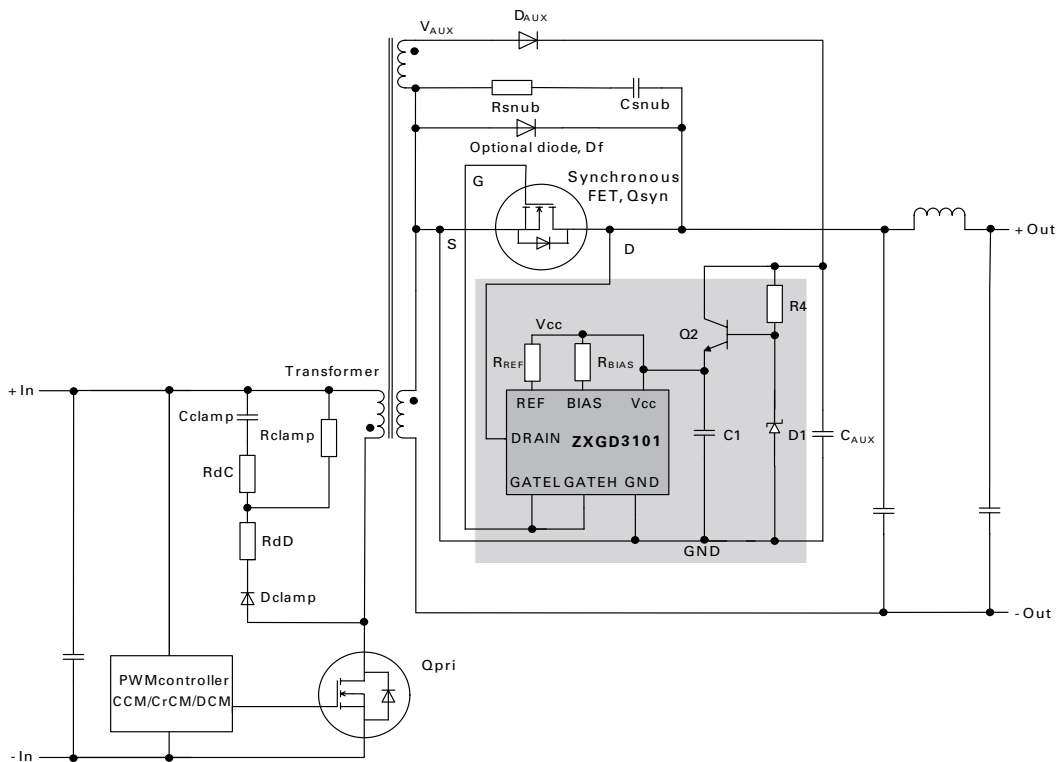 VAUX
DAUX
Rsnub
Csnub
Optional diode, Df
G
Synchronous
FET, Qsyn
S
D
+Out
R4
Q2
Vcc
RREF
RBIAS
Transformer
+In
REF
BIAS
Vcc
Cclamp
Rclamp
DRAIN
ZXGD3101
C1
D1
CAUX
RdC
GATEL
GATEH
GND
RdD
GND
Dclamp
-Out
Qpri
PWMcontroller
CCM/CrCM/DCM
-In